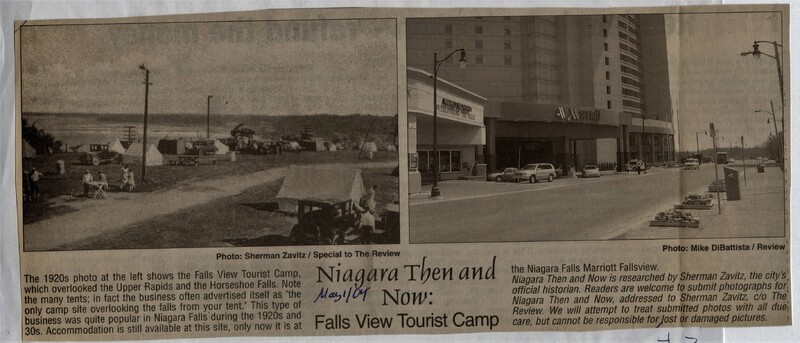 Photo: Sherman Zavitz / Special to The Review
Photo: Mike DiBattista / Review
The 1920s photo at the left shows the Falls View Tourist Camp,
which overlooked the Upper Rapids and the Horseshoe Falls. Note
the many tents; in fact the business often advertised itself as "the
only camp site overlooking the falls from your tent." This type of
business was quite popular in Niagara Falls during the 1920s and
30s. Accommodation is still available at this site, only now it is at
Niagara Then and
May 1/04
Now:
Falls View Tourist Camp
the Niagara Falls Marriott Fallsview.
Niagara Then and Now is researched by Sherman Zavitz, the city's
official historian. Readers are welcome to submit photographs for
Niagara Then and Now, addressed to Sherman Zavitz, c/o The
Review. We will attempt to treat submitted photos with all due
care, but cannot be responsible for lost or damaged pictures.